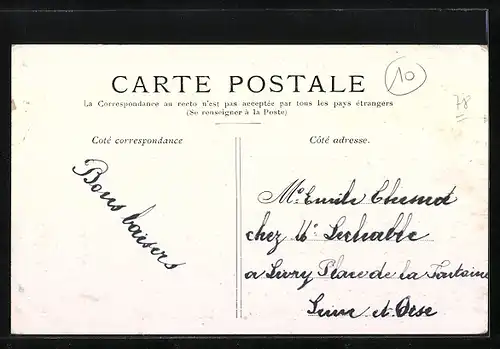 CARTE POSTALE
10
78
La Correspondance au recto n'est pas acceptée par tous les pays étrangers
(Se renseigner à la Poste)
Coté correspondance
Côté adresse.
Bons baisers
Mr Emile
chez Mr
a Livry Place de la Fontaine
Seine et Oise